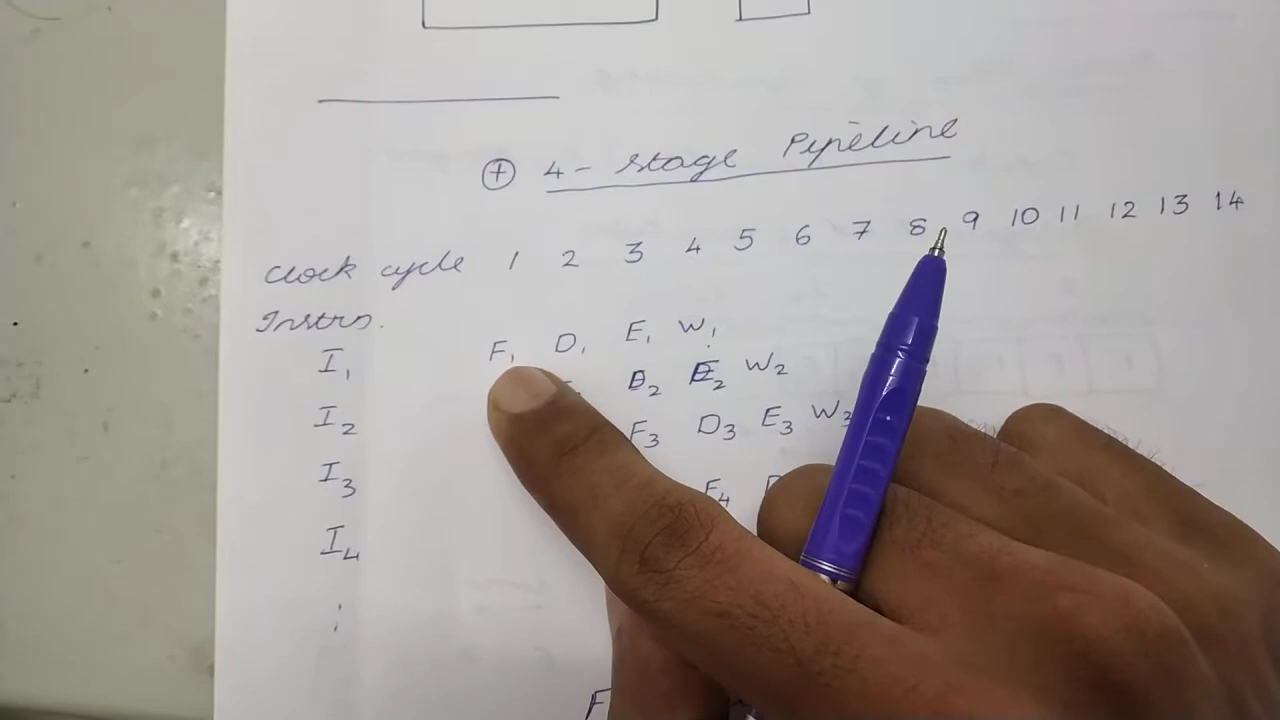 + 4 - Stage Pipeline
Clock cycle 1 2 3 4 5 6 7 8 9 10 11 12 13 14
Instrn.
I1 F1 D1 E1 W1
I2 D2 E2 W2
I3 F3 D3 E3 W3
I4 F4
:
F